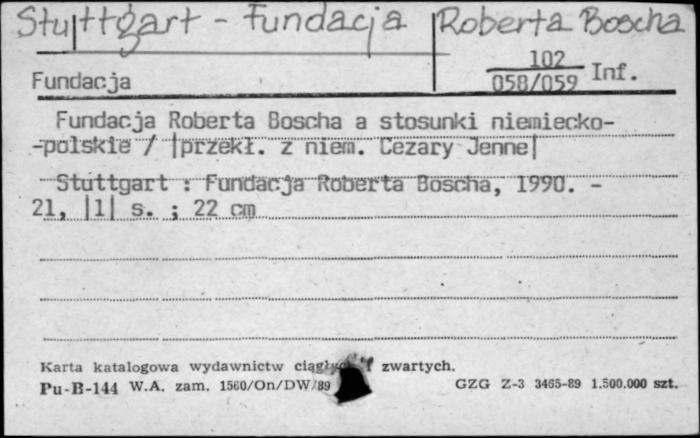 Stuttgart - Fundacja Roberta Boscha
102
Fundacja 058/059 Inf.
Fundacja Roberta Boscha a stosunki niemiecko-
-polskie / |przekł. z niem. Cezary Jenne|
Stuttgart : Fundacja Roberta Boscha, 1990. -
21, |1| s. ; 22 cm
Karta katalogowa wydawnictw zwartych.
Pu-B-144 W.A. zam. 1560/On/DW/89 GZG Z-3 3465-89 1.500.000 szt.